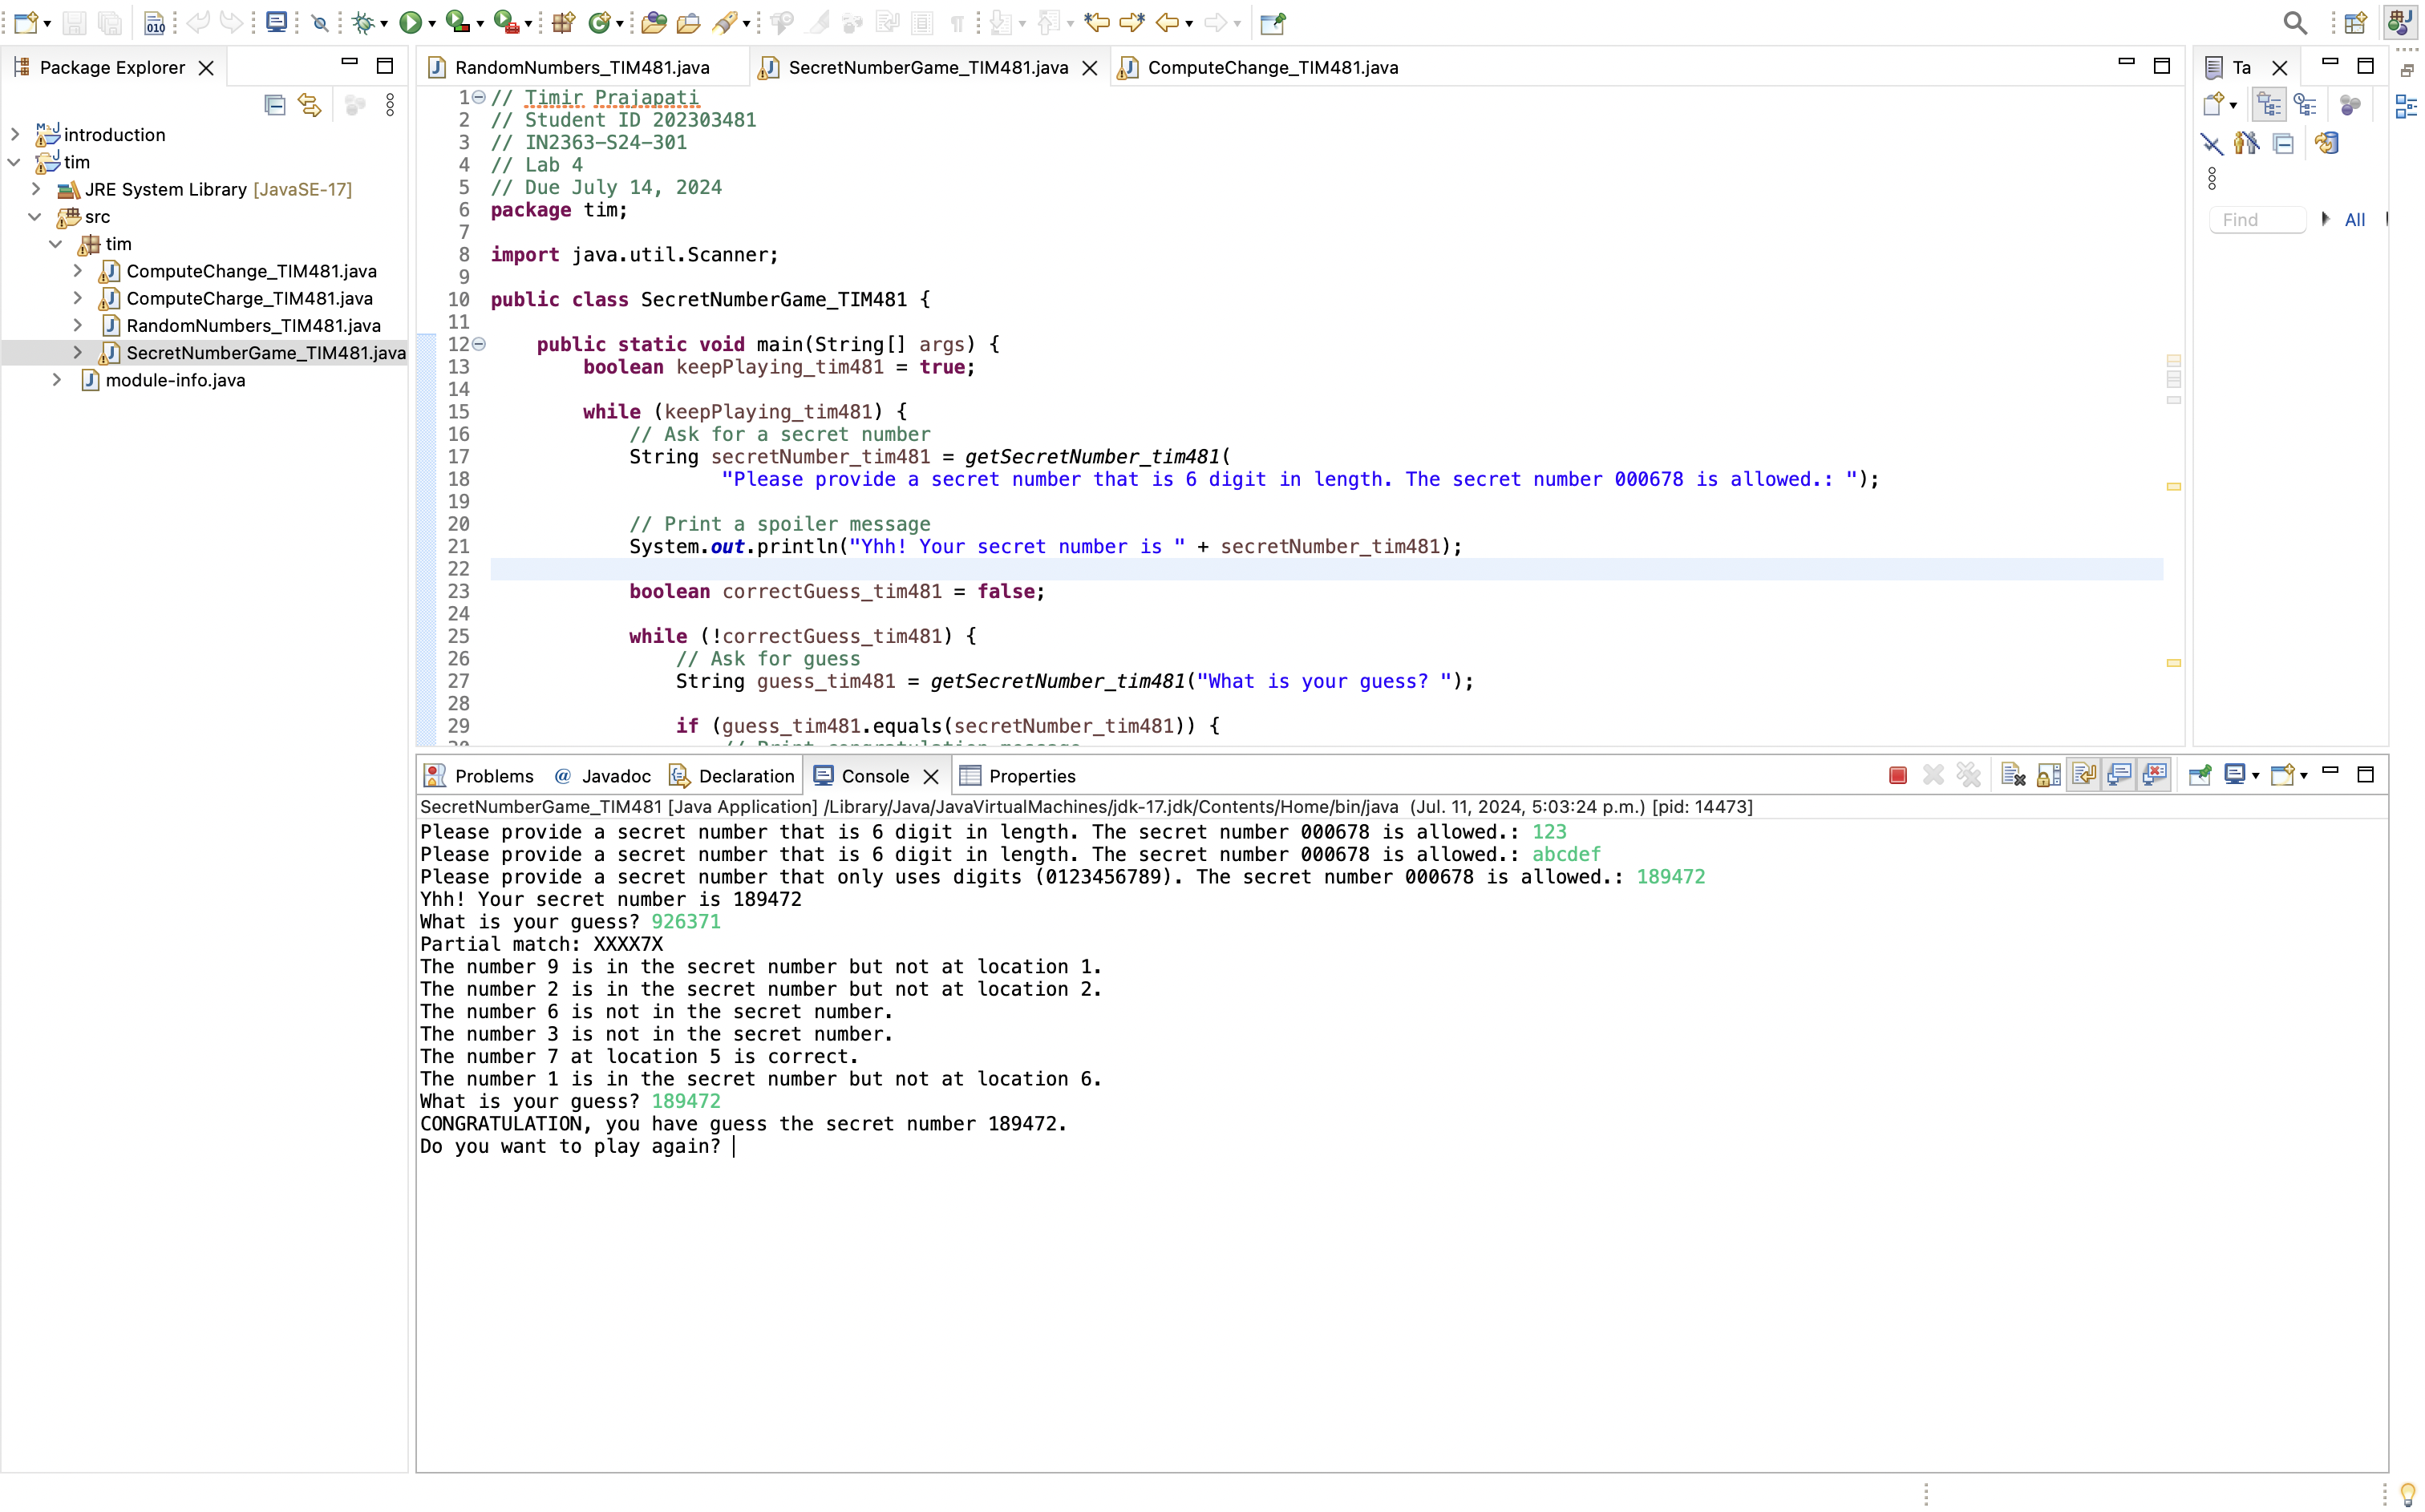 Package Explorer
introduction
tim
JRE System Library [JavaSE-17]
src
tim
ComputeChange_TIM481.java
ComputeCharge_TIM481.java
RandomNumbers_TIM481.java
SecretNumberGame_TIM481.java
module-info.java
RandomNumbers_TIM481.java
SecretNumberGame_TIM481.java
ComputeChange_TIM481.java
1 // Timir Prajapati
2 // Student ID 202303481
3 // IN2363-S24-301
4 // Lab 4
5 // Due July 14, 2024
6 package tim;
7
8 import java.util.Scanner;
9
10 public class SecretNumberGame_TIM481 {
11
12 public static void main(String[] args) {
13 boolean keepPlaying_tim481 = true;
14
15 while (keepPlaying_tim481) {
16 // Ask for a secret number
17 String secretNumber_tim481 = getSecretNumber_tim481(
18 "Please provide a secret number that is 6 digit in length. The secret number 000678 is allowed.: ");
19
20 // Print a spoiler message
21 System.out.println("Yhh! Your secret number is " + secretNumber_tim481);
22
23 boolean correctGuess_tim481 = false;
24
25 while (!correctGuess_tim481) {
26 // Ask for guess
27 String guess_tim481 = getSecretNumber_tim481("What is your guess? ");
28
29 if (guess_tim481.equals(secretNumber_tim481)) {
Ta
Find
All
Problems
@ Javadoc
Declaration
Console
Properties
SecretNumberGame_TIM481 [Java Application] /Library/Java/JavaVirtualMachines/jdk-17.jdk/Contents/Home/bin/java (Jul. 11, 2024, 5:03:24 p.m.) [pid: 14473]
Please provide a secret number that is 6 digit in length. The secret number 000678 is allowed.: 123
Please provide a secret number that is 6 digit in length. The secret number 000678 is allowed.: abcdef
Please provide a secret number that only uses digits (0123456789). The secret number 000678 is allowed.: 189472
Yhh! Your secret number is 189472
What is your guess? 926371
Partial match: XXXX7X
The number 9 is in the secret number but not at location 1.
The number 2 is in the secret number but not at location 2.
The number 6 is not in the secret number.
The number 3 is not in the secret number.
The number 7 at location 5 is correct.
The number 1 is in the secret number but not at location 6.
What is your guess? 189472
CONGRATULATION, you have guess the secret number 189472.
Do you want to play again?